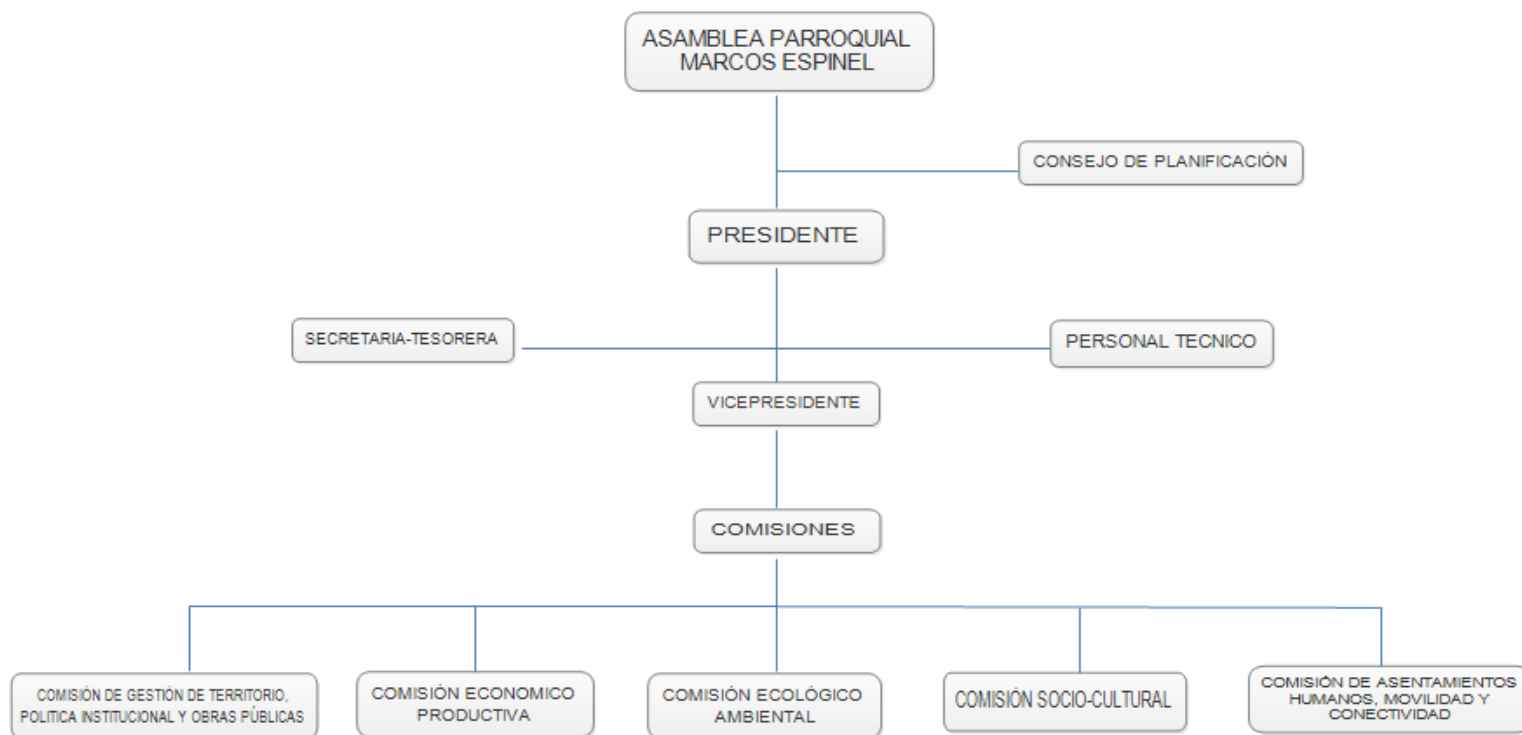 ASAMBLEA PARROQUIAL
MARCOS ESPINEL
CONSEJO DE PLANIFICACIÓN
PRESIDENTE
SECRETARIA-TESORERA
PERSONAL TECNICO
VICEPRESIDENTE
COMISIONES
COMISIÓN DE GESTIÓN DE TERRITORIO,
POLITICA INSTITUCIONAL Y OBRAS PÚBLICAS
COMISIÓN ECONOMICO
PRODUCTIVA
COMISIÓN ECOLÓGICO
AMBIENTAL
COMISIÓN SOCIO-CULTURAL
COMISIÓN DE ASENTAMIENTOS
HUMANOS, MOVILIDAD Y
CONECTIVIDAD